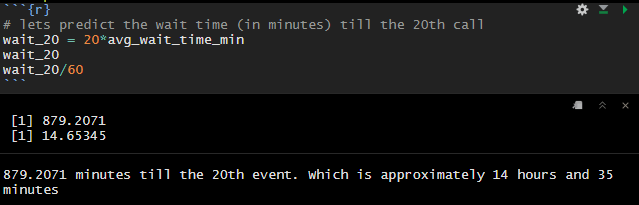 ```{r}
# lets predict the wait time (in minutes) till the 20th call
wait_20 = 20*avg_wait_time_min
wait_20
wait_20/60
```
[1] 879.2071
[1] 14.65345
879.2071 minutes till the 20th event. Which is approximately 14 hours and 35
minutes